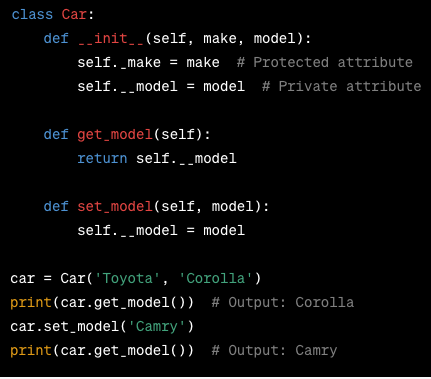 class Car:
    def __init__(self, make, model):
        self._make = make  # Protected attribute
        self.__model = model  # Private attribute

    def get_model(self):
        return self.__model

    def set_model(self, model):
        self.__model = model

car = Car('Toyota', 'Corolla')
print(car.get_model())  # Output: Corolla
car.set_model('Camry')
print(car.get_model())  # Output: Camry